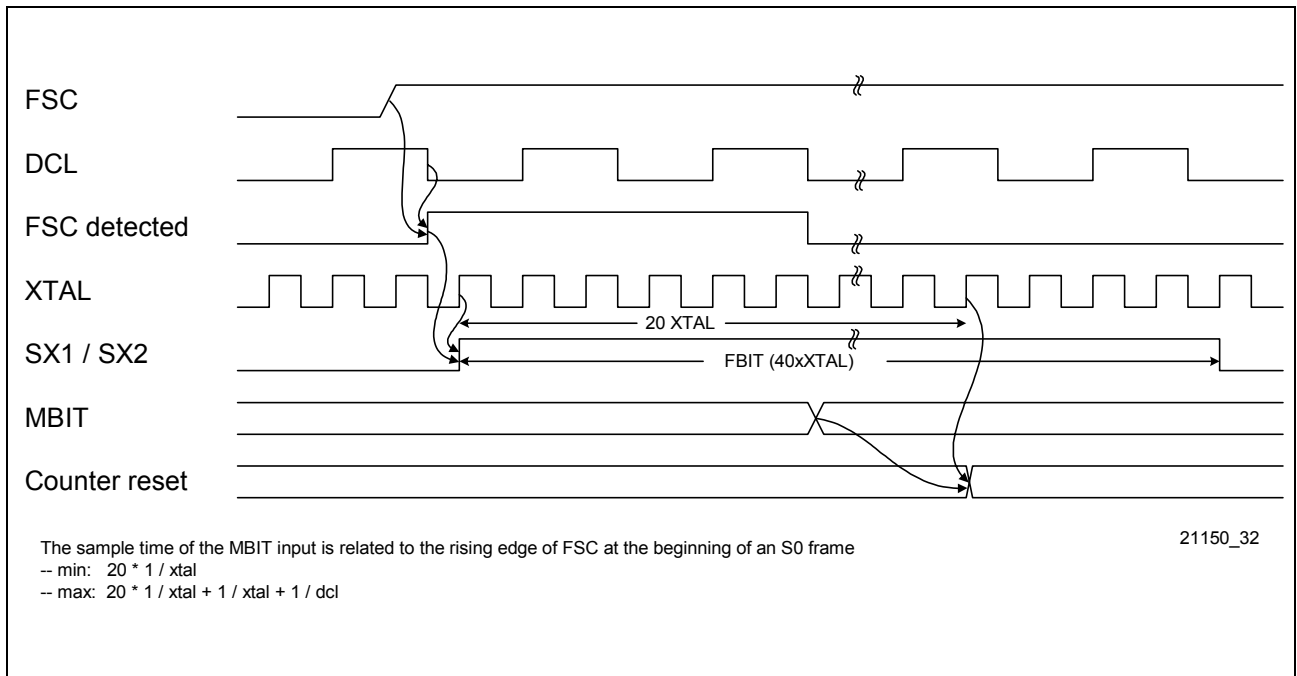 FSC
DCL
FSC detected
XTAL
20 XTAL
SX1 / SX2
FBIT (40xXTAL)
MBIT
Counter reset
The sample time of the MBIT input is related to the rising edge of FSC at the beginning of an S0 frame
-- min: 20 * 1 / xtal
-- max: 20 * 1 / xtal + 1 / xtal + 1 / dcl
21150_32